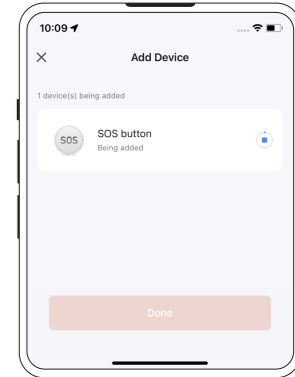 10:09
Add Device
1 device(s) being added
SOS
SOS button
Being added
Done